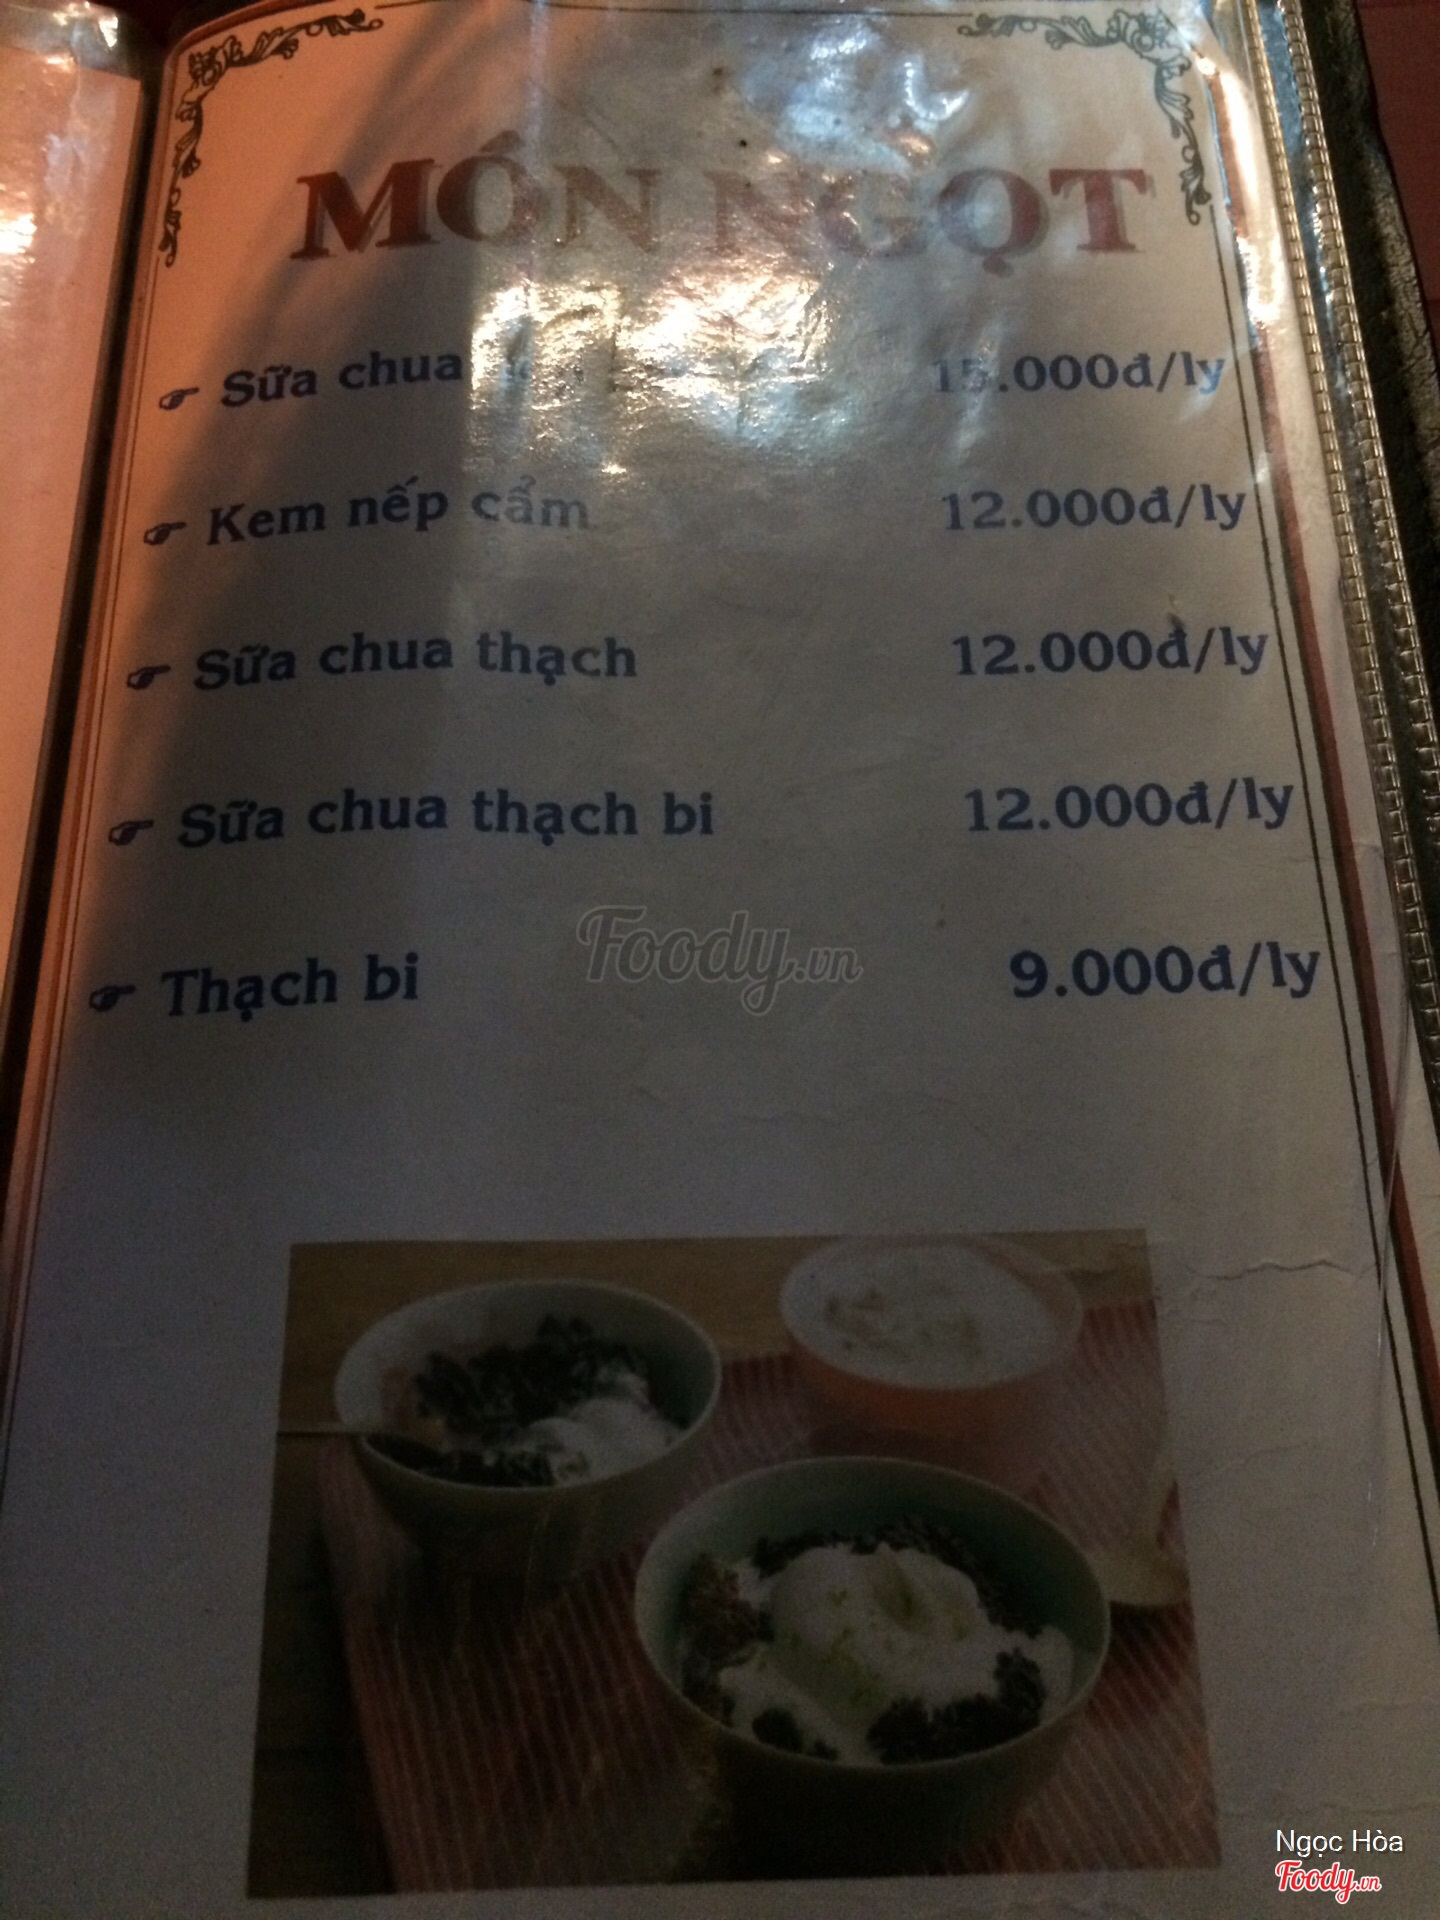 MÓN NGỌT
☞ Sữa chua 15.000đ/ly
☞ Kem nếp cẩm 12.000đ/ly
☞ Sữa chua thạch 12.000đ/ly
☞ Sữa chua thạch bi 12.000đ/ly
☞ Thạch bi 9.000đ/ly
Foody.vn
Ngọc Hòa
Foody.vn